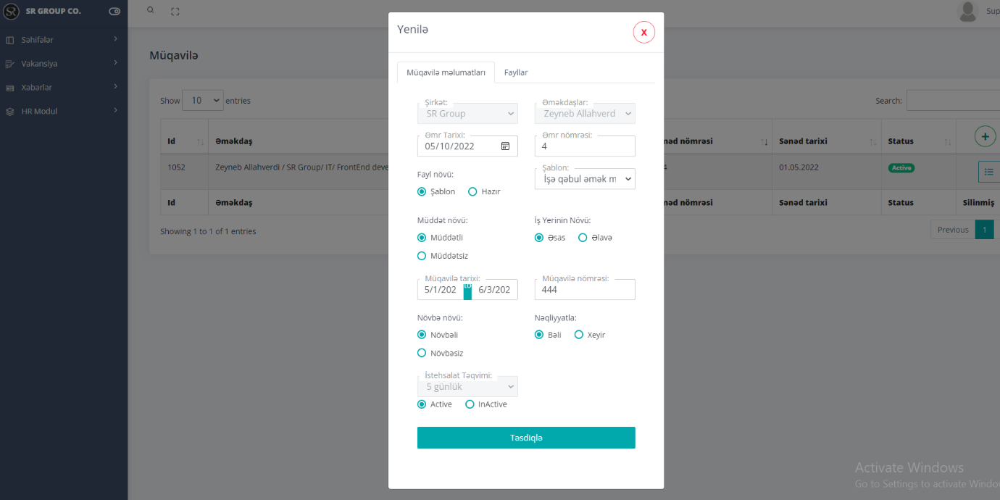 SR GROUP CO.
Səhifələr
Vakansiya
Xəbərlər
HR Modul
Sup
Müqavilə
Show 10 entries
Search:
Id Əmək­daş nömrəsi Sənəd tarixi Status
1052 Zeyneb Allahverdi / SR Group/ IT/ FrontEnd 01.05.2022 Active
Id Əməkdaş nömrəsi Sənəd tarixi Status Silinmiş
Showing 1 to 1 of 1 entries
Previous 1
Yenilə
X
Müqavilə məlumatları Fayllar
Şirkət: Əməkdaşlar:
SR Group Zeyneb Allahverd
Əmr Tarixi: Əmr nömrəsi:
05/10/2022 4
Fayl növü: Şablon:
Şablon Hazır İşə qəbul əmək m
Müddət növü: İş Yerinin Növü:
Müddətli Əsas Əlavə
Müddətsiz
Müqavilə tarixi: Müqavilə nömrəsi:
5/1/202 to 6/3/202 444
Növbə növü: Nəqliyyatla:
Növbəli Bəli Xeyir
Növbəsiz
İstehsalat Təqvimi:
5 günlük
Active InActive
Təsdiqlə
Activate Windows
Go to Settings to activate Windo